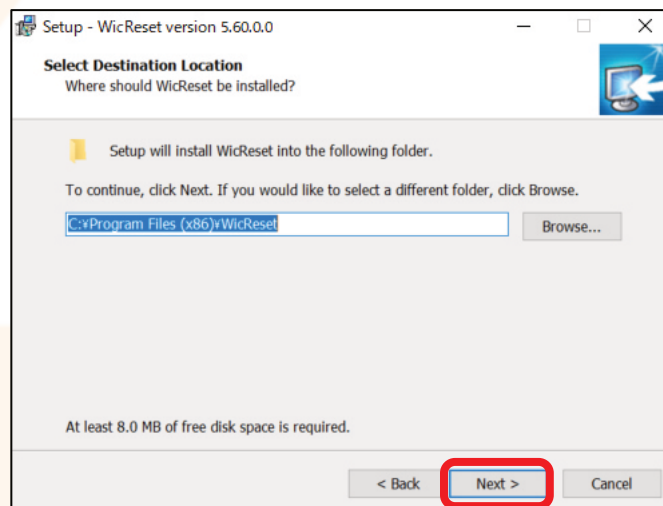 Setup - WicReset version 5.60.0.0
Select Destination Location
Where should WicReset be installed?
Setup will install WicReset into the following folder.
To continue, click Next. If you would like to select a different folder, click Browse.
C:¥Program Files (x86)¥WicReset
Browse...
At least 8.0 MB of free disk space is required.
< Back
Next >
Cancel